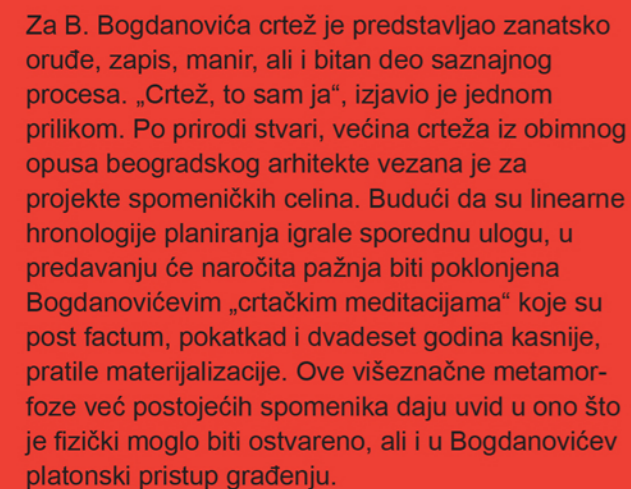 Za B. Bogdanovića crtež je predstavljao zanatsko
oruđe, zapis, manir, ali i bitan deo saznajnog
procesa. „Crtež, to sam ja“, izjavio je jednom
prilikom. Po prirodi stvari, većina crteža iz obimnog
opusa beogradskog arhitekte vezana je za
projekte spomeničkih celina. Budući da su linearne
hronologije planiranja igrale sporednu ulogu, u
predavanju će naročita pažnja biti poklonjena
Bogdanovićevim „crtačkim meditacijama“ koje su
post factum, pokatkad i dvadeset godina kasnije,
pratile materijalizacije. Ove višeznačne metamor-
foze već postojećih spomenika daju uvid u ono što
je fizički moglo biti ostvareno, ali i u Bogdanovićev
platonski pristup građenju.